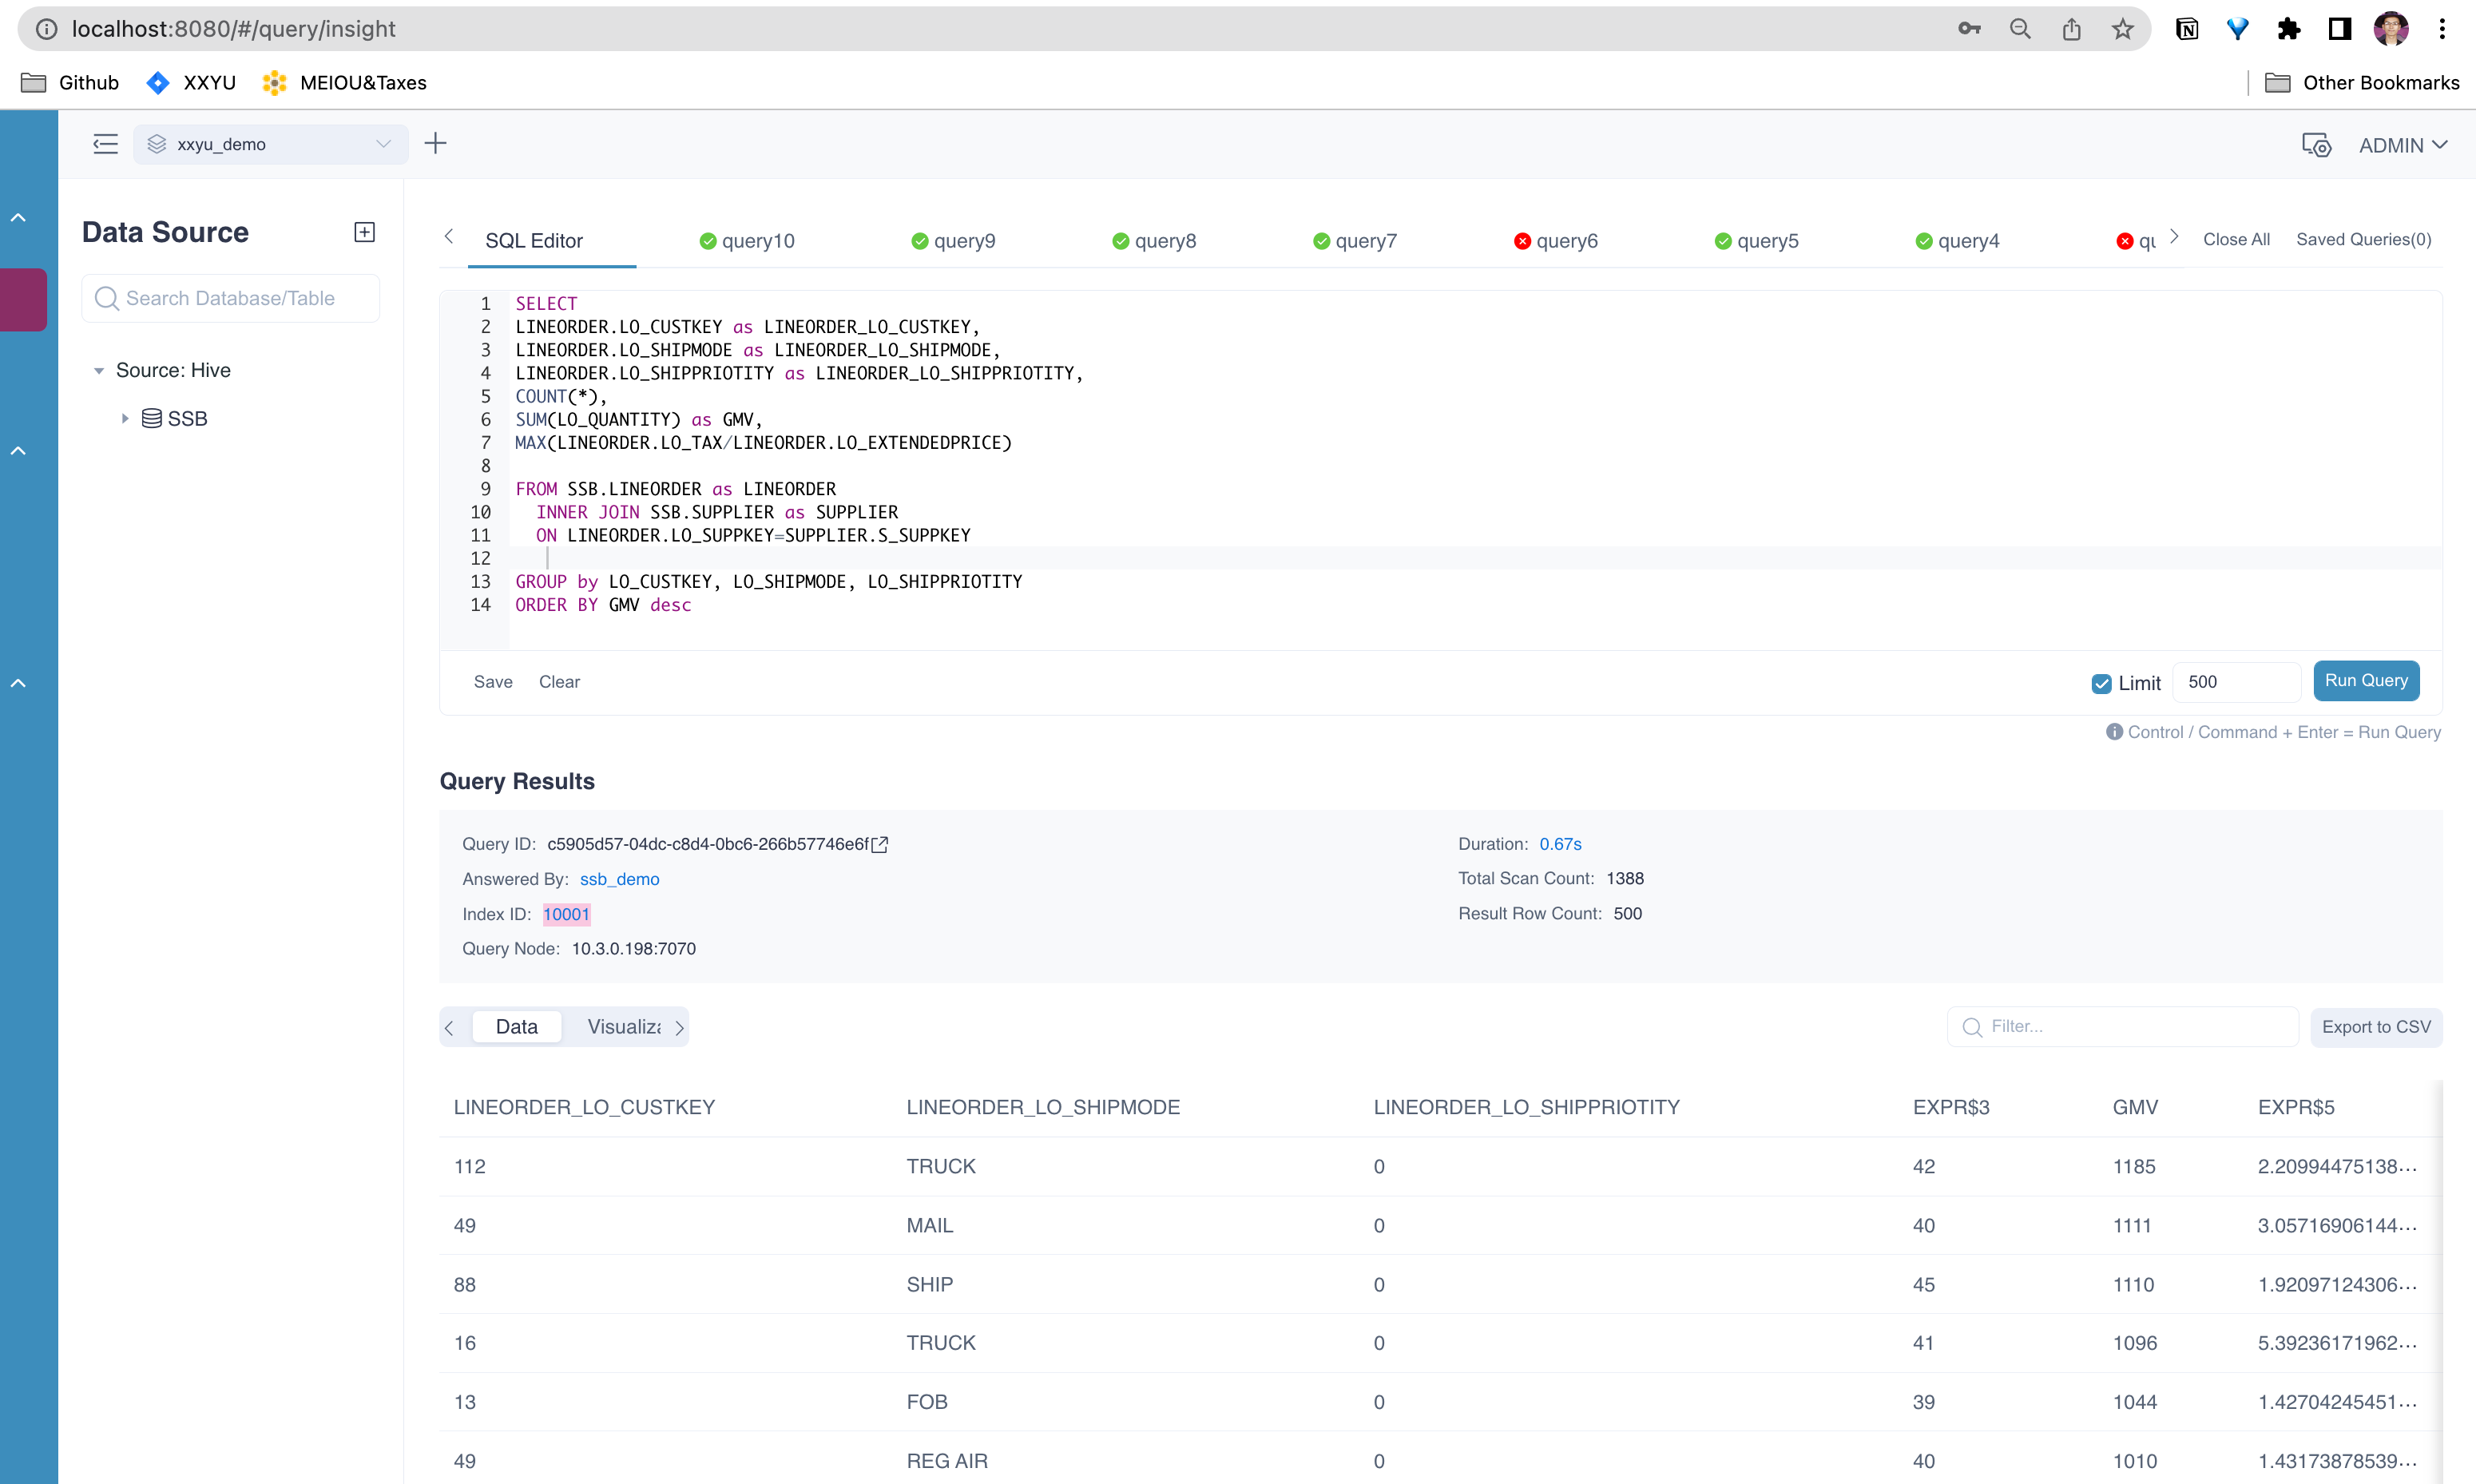 localhost:8080/#/query/insight
Github XXYU MEIOU&Taxes Other Bookmarks
xxyu_demo ADMIN
Data Source
Search Database/Table
Source: Hive
SSB
SQL Editor query10 query9 query8 query7 query6 query5 query4 qu Close All Saved Queries(0)
1 SELECT
2 LINEORDER.LO_CUSTKEY as LINEORDER_LO_CUSTKEY,
3 LINEORDER.LO_SHIPMODE as LINEORDER_LO_SHIPMODE,
4 LINEORDER.LO_SHIPPRIOTITY as LINEORDER_LO_SHIPPRIOTITY,
5 COUNT(*),
6 SUM(LO_QUANTITY) as GMV,
7 MAX(LINEORDER.LO_TAX/LINEORDER.LO_EXTENDEDPRICE)
8
9 FROM SSB.LINEORDER as LINEORDER
10 INNER JOIN SSB.SUPPLIER as SUPPLIER
11 ON LINEORDER.LO_SUPPKEY=SUPPLIER.S_SUPPKEY
12
13 GROUP by LO_CUSTKEY, LO_SHIPMODE, LO_SHIPPRIOTITY
14 ORDER BY GMV desc
Save Clear Limit 500 Run Query
Control / Command + Enter = Run Query
Query Results
Query ID: c5905d57-04dc-c8d4-0bc6-266b57746e6f Duration: 0.67s
Answered By: ssb_demo Total Scan Count: 1388
Index ID: 10001 Result Row Count: 500
Query Node: 10.3.0.198:7070
Data Visualiza Filter... Export to CSV
LINEORDER_LO_CUSTKEY LINEORDER_LO_SHIPMODE LINEORDER_LO_SHIPPRIOTITY EXPR$3 GMV EXPR$5
112 TRUCK 0 42 1185 2.20994475138...
49 MAIL 0 40 1111 3.05716906144...
88 SHIP 0 45 1110 1.92097124306...
16 TRUCK 0 41 1096 5.39236171962...
13 FOB 0 39 1044 1.42704245451...
49 REG AIR 0 40 1010 1.43173878539...